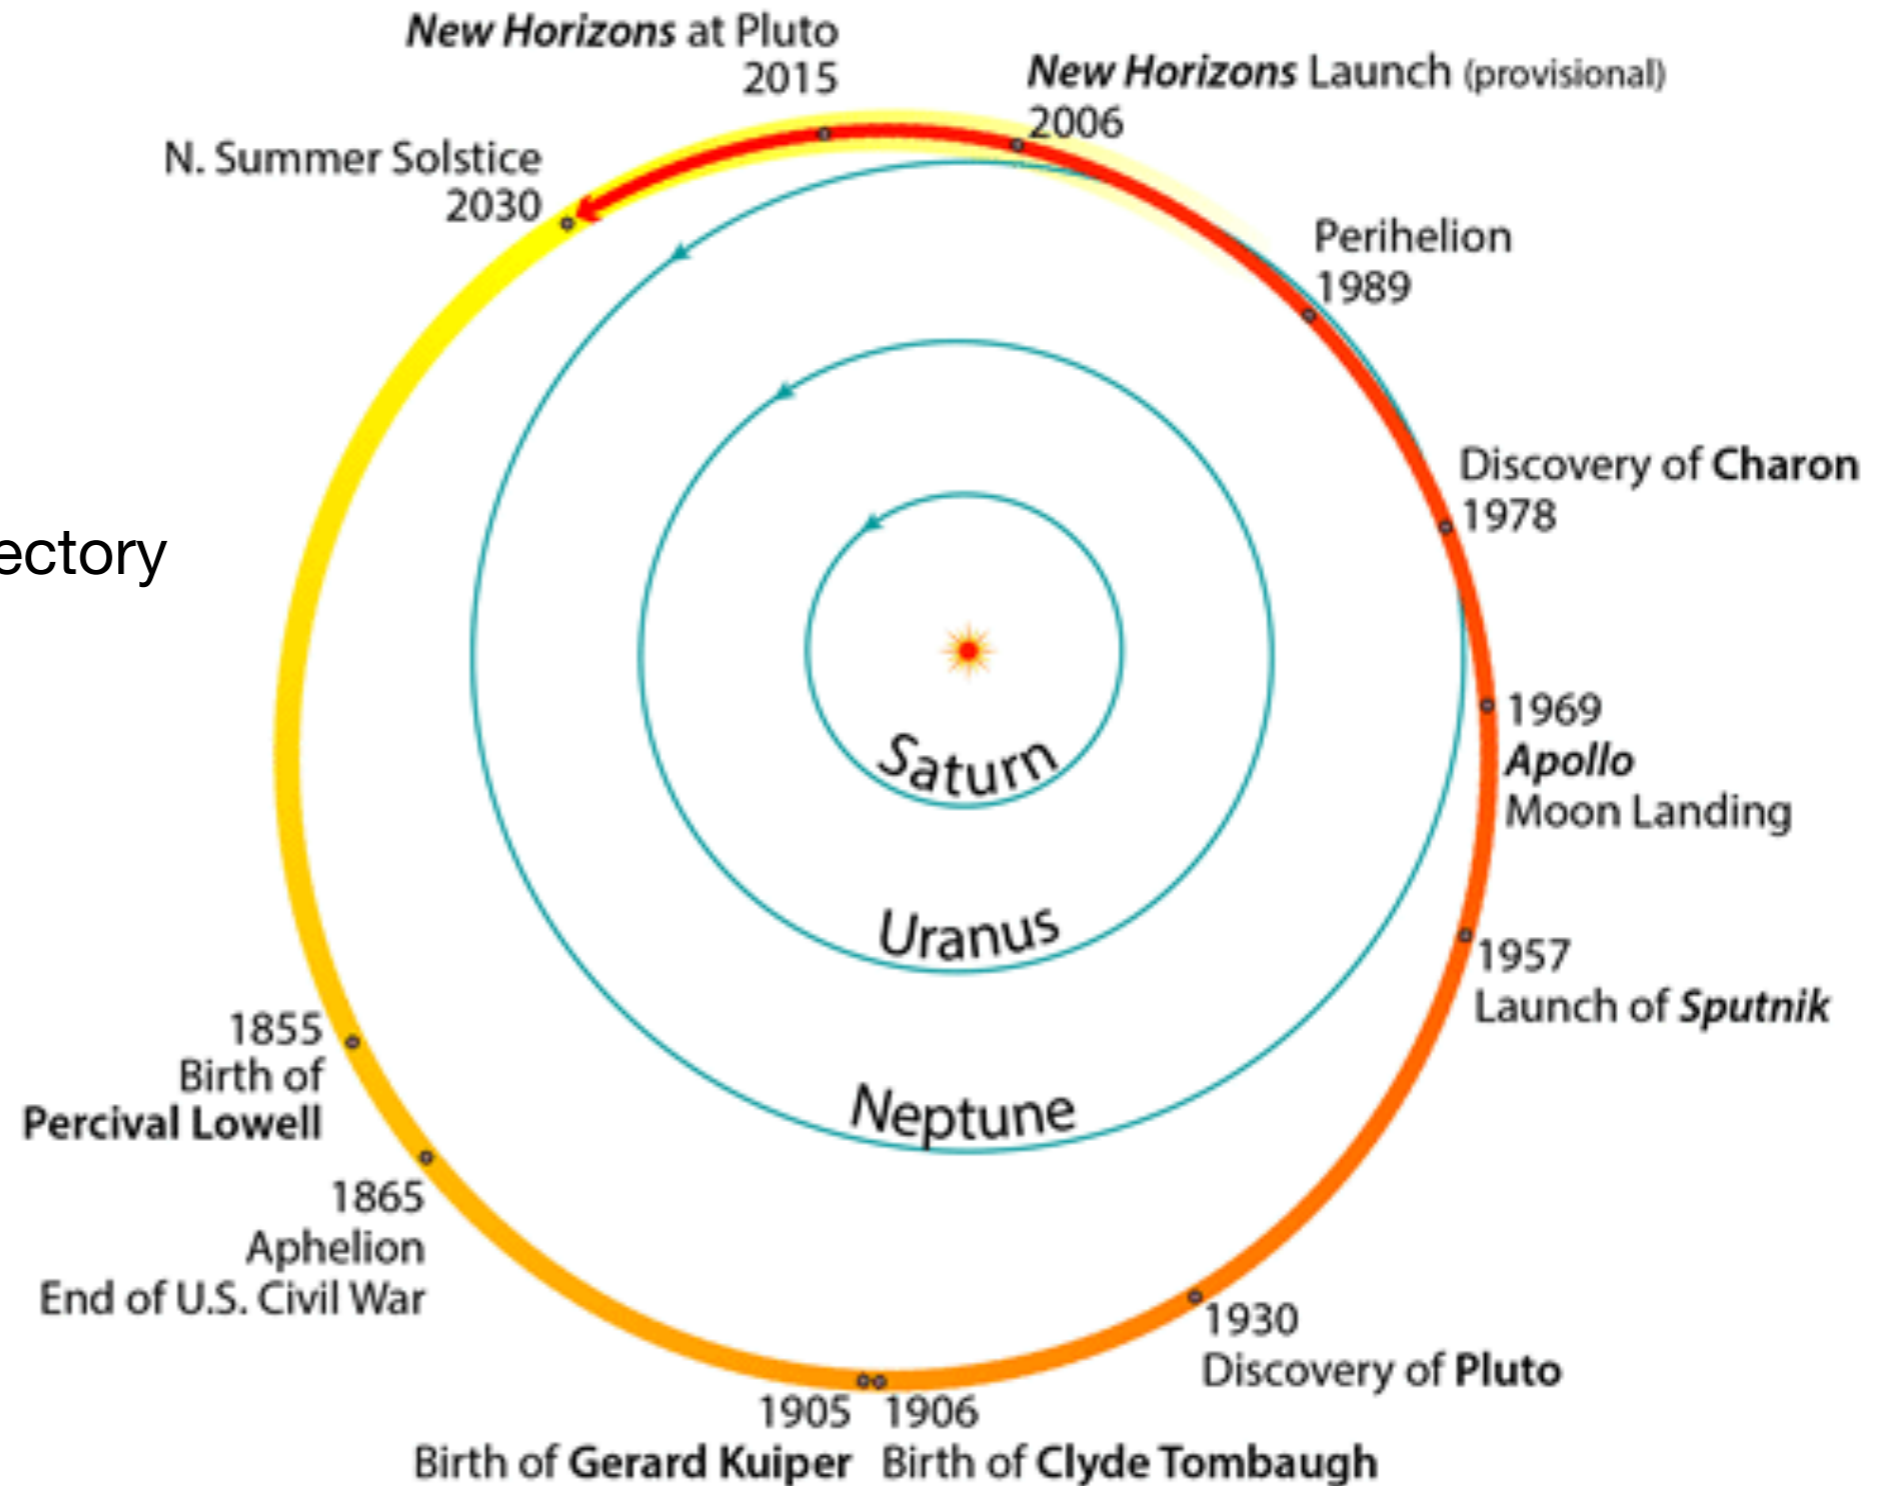 New Horizons at Pluto
2015
New Horizons Launch (provisional)
2006
N. Summer Solstice
2030
Perihelion
1989
Discovery of Charon
1978
ectory
1969
Apollo
Moon Landing
Saturn
Uranus
1957
Launch of Sputnik
Neptune
1855
Birth of
Percival Lowell
1865
Aphelion
End of U.S. Civil War
1930
Discovery of Pluto
1905
Birth of Gerard Kuiper
1906
Birth of Clyde Tombaugh